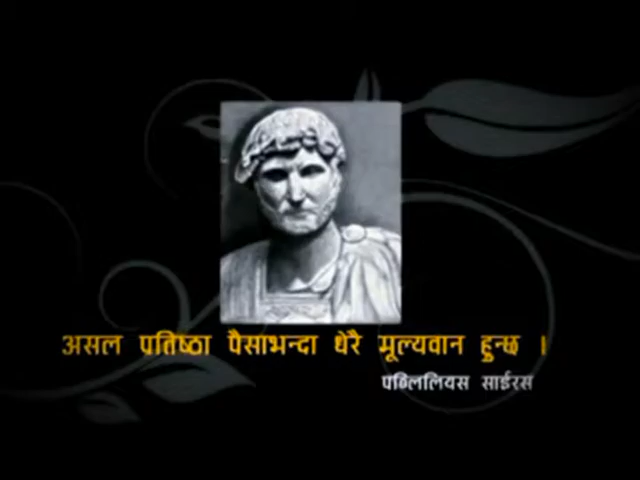 असल प्रतिष्ठा पैसाभन्दा धेरै मूल्यवान हुन्छ ।
पब्लिलियस साईरस